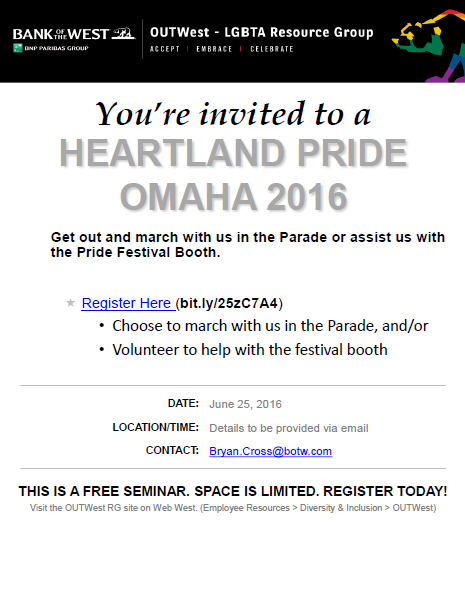 BANK OF THE WEST
BNP PARIBAS GROUP
OUTWest - LGBTA Resource Group
ACCEPT | EMBRACE | CELEBRATE
You're invited to a
HEARTLAND PRIDE
OMAHA 2016
Get out and march with us in the Parade or assist us with
the Pride Festival Booth.
Register Here (bit.ly/25zC7A4)
• Choose to march with us in the Parade, and/or
• Volunteer to help with the festival booth
DATE: June 25, 2016
LOCATION/TIME: Details to be provided via email
CONTACT: Bryan.Cross@botw.com
THIS IS A FREE SEMINAR. SPACE IS LIMITED. REGISTER TODAY!
Visit the OUTWest RG site on Web West. (Employee Resources > Diversity & Inclusion > OUTWest)